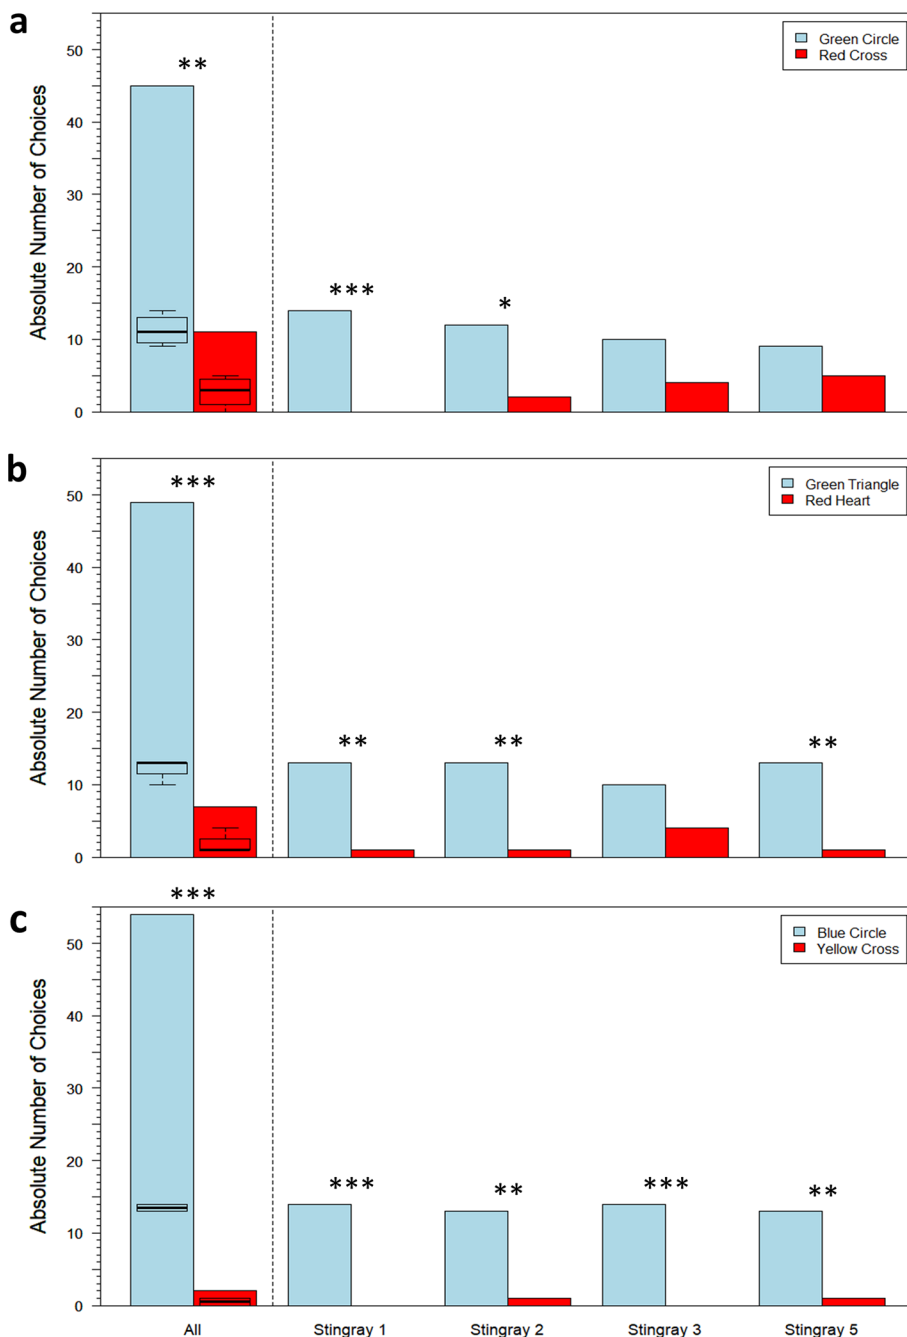 a
Absolute Number of Choices
50
40
30
20
10
0
**
***
*
Green Circle
Red Cross
b
Absolute Number of Choices
50
40
30
20
10
0
***
**
**
**
Green Triangle
Red Heart
c
Absolute Number of Choices
50
40
30
20
10
0
***
***
**
***
**
Blue Circle
Yellow Cross
All
Stingray 1
Stingray 2
Stingray 3
Stingray 5